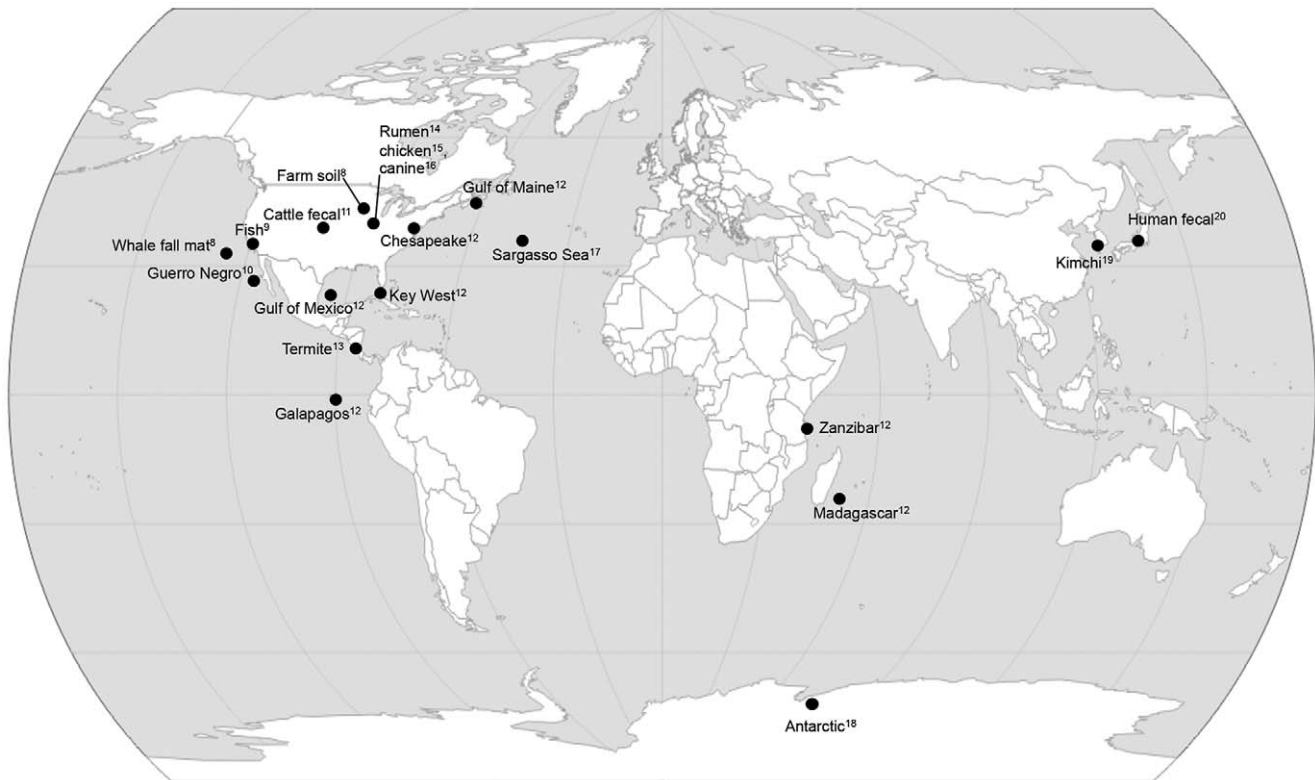 Rumen¹⁴
chicken¹⁵,
canine¹⁶
Farm soil⁸
Gulf of Maine¹²
Cattle fecal¹¹
Human fecal²⁰
Fish⁹
Chesapeake¹²
Whale fall mat⁸
Sargasso Sea¹⁷
Kimchi¹⁹
Guerro Negro¹⁰
Key West¹²
Gulf of Mexico¹²
Termite¹³
Galapagos¹²
Zanzibar¹²
Madagascar¹²
Antarctic¹⁸